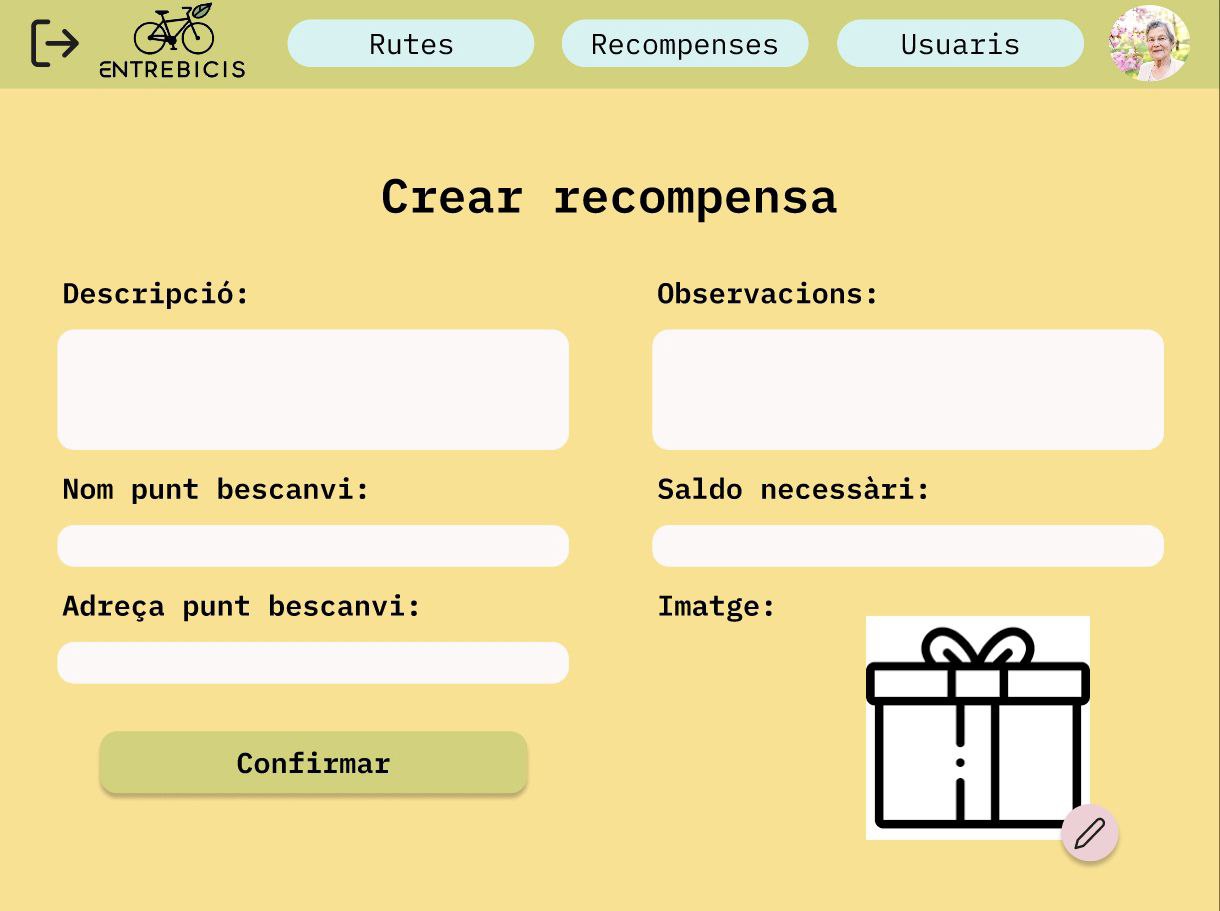 ENTREBICIS
Rutes
Recompenses
Usuaris
Crear recompensa
Descripció:
Observacions:
Nom punt bescanvi:
Saldo necessàri:
Adreça punt bescanvi:
Imatge:
Confirmar